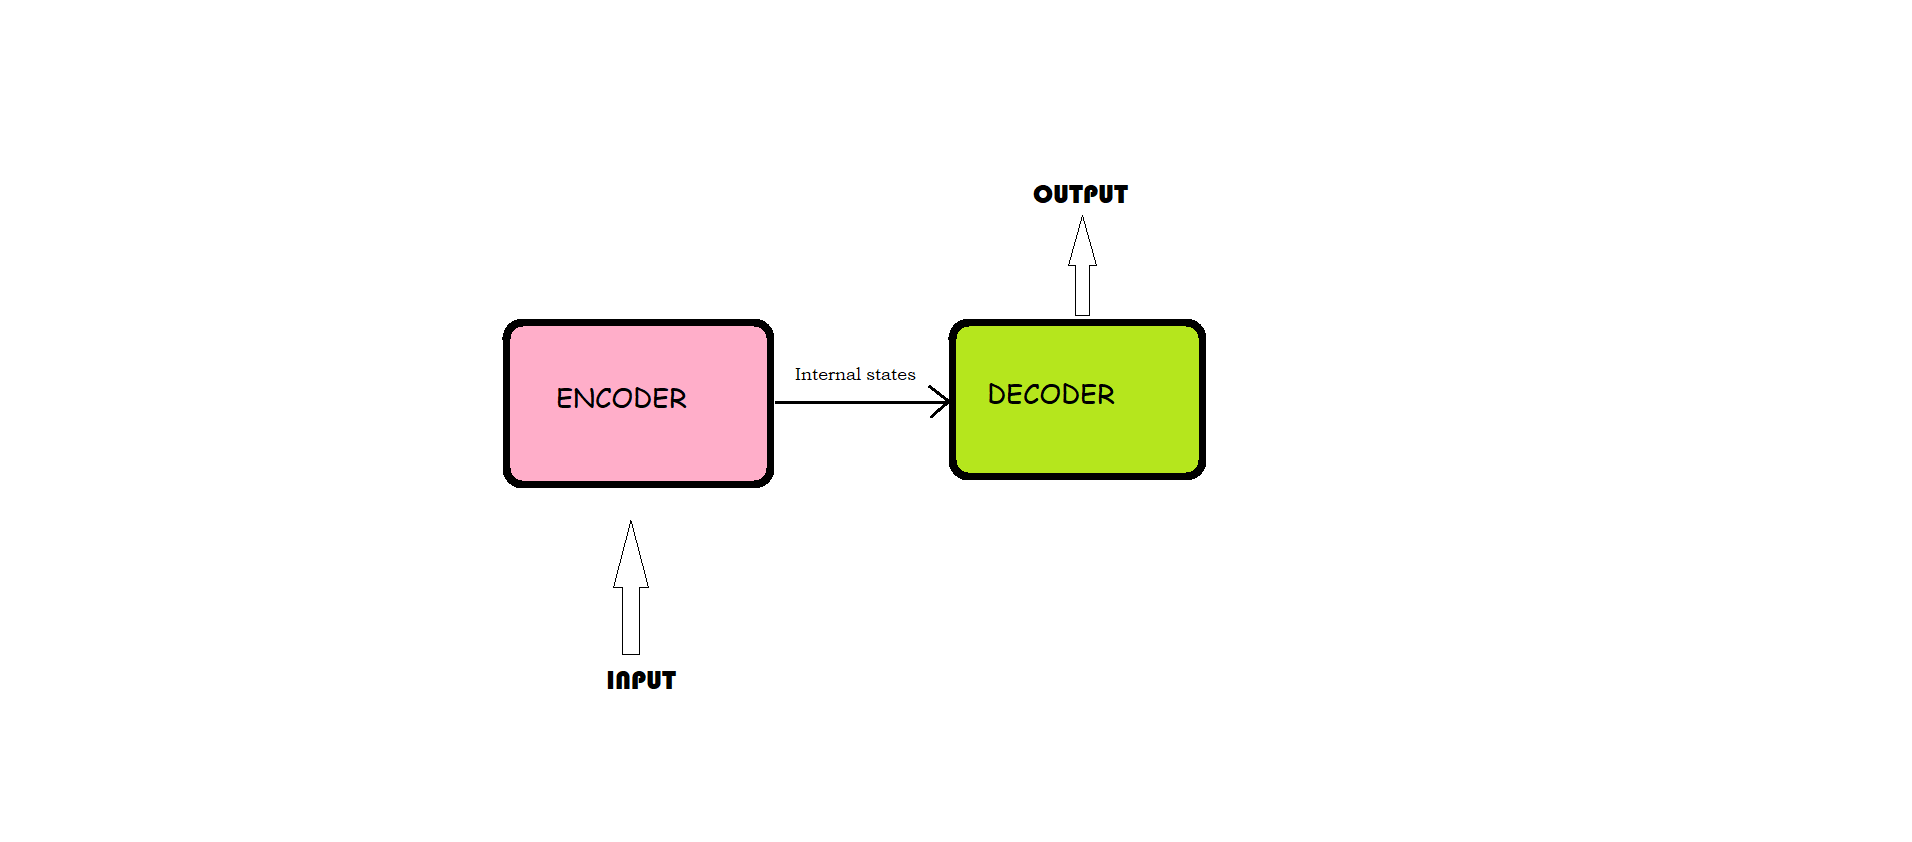 OUTPUT
Internal states
ENCODER
DECODER
INPUT